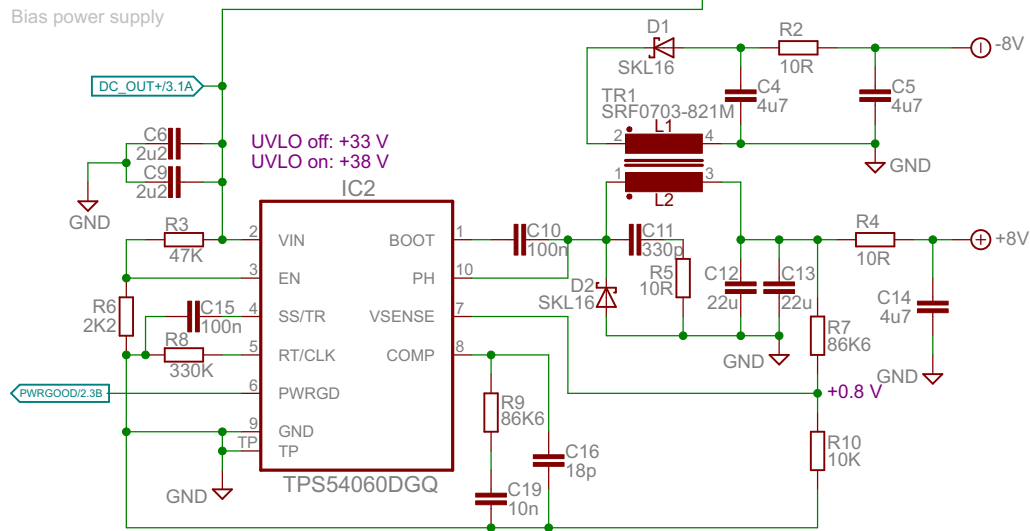 Bias power supply
D1
SKL16
R2
10R
-8V
DC_OUT+/3.1A
C4
4u7
C5
4u7
TR1
SRF0703-821M
2
L1
4
1
L2
3
GND
C6
2u2
C9
2u2
GND
UVLO off: +33 V
UVLO on: +38 V
IC2
R3
47K
2
VIN
BOOT
1
C10
100n
C11
330p
R4
10R
+8V
3
EN
PH
10
R5
10R
C12
22u
C13
22u
D2
SKL16
R6
2K2
C15
100n
4
SS/TR
VSENSE
7
C14
4u7
R8
330K
5
RT/CLK
COMP
8
GND
R7
86K6
GND
PWRGOOD/2.3B
6
PWRGD
+0.8 V
R9
86K6
9
GND
TP
TP
R10
10K
C16
18p
GND
TPS54060DGQ
C19
10n